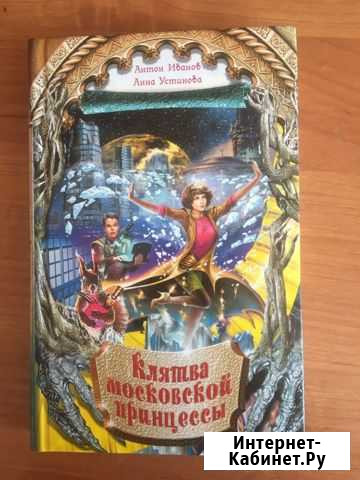 Антон Иванов
Анна Устинова
Клятва
московской
принцессы
Интернет-
Кабинет.Ру